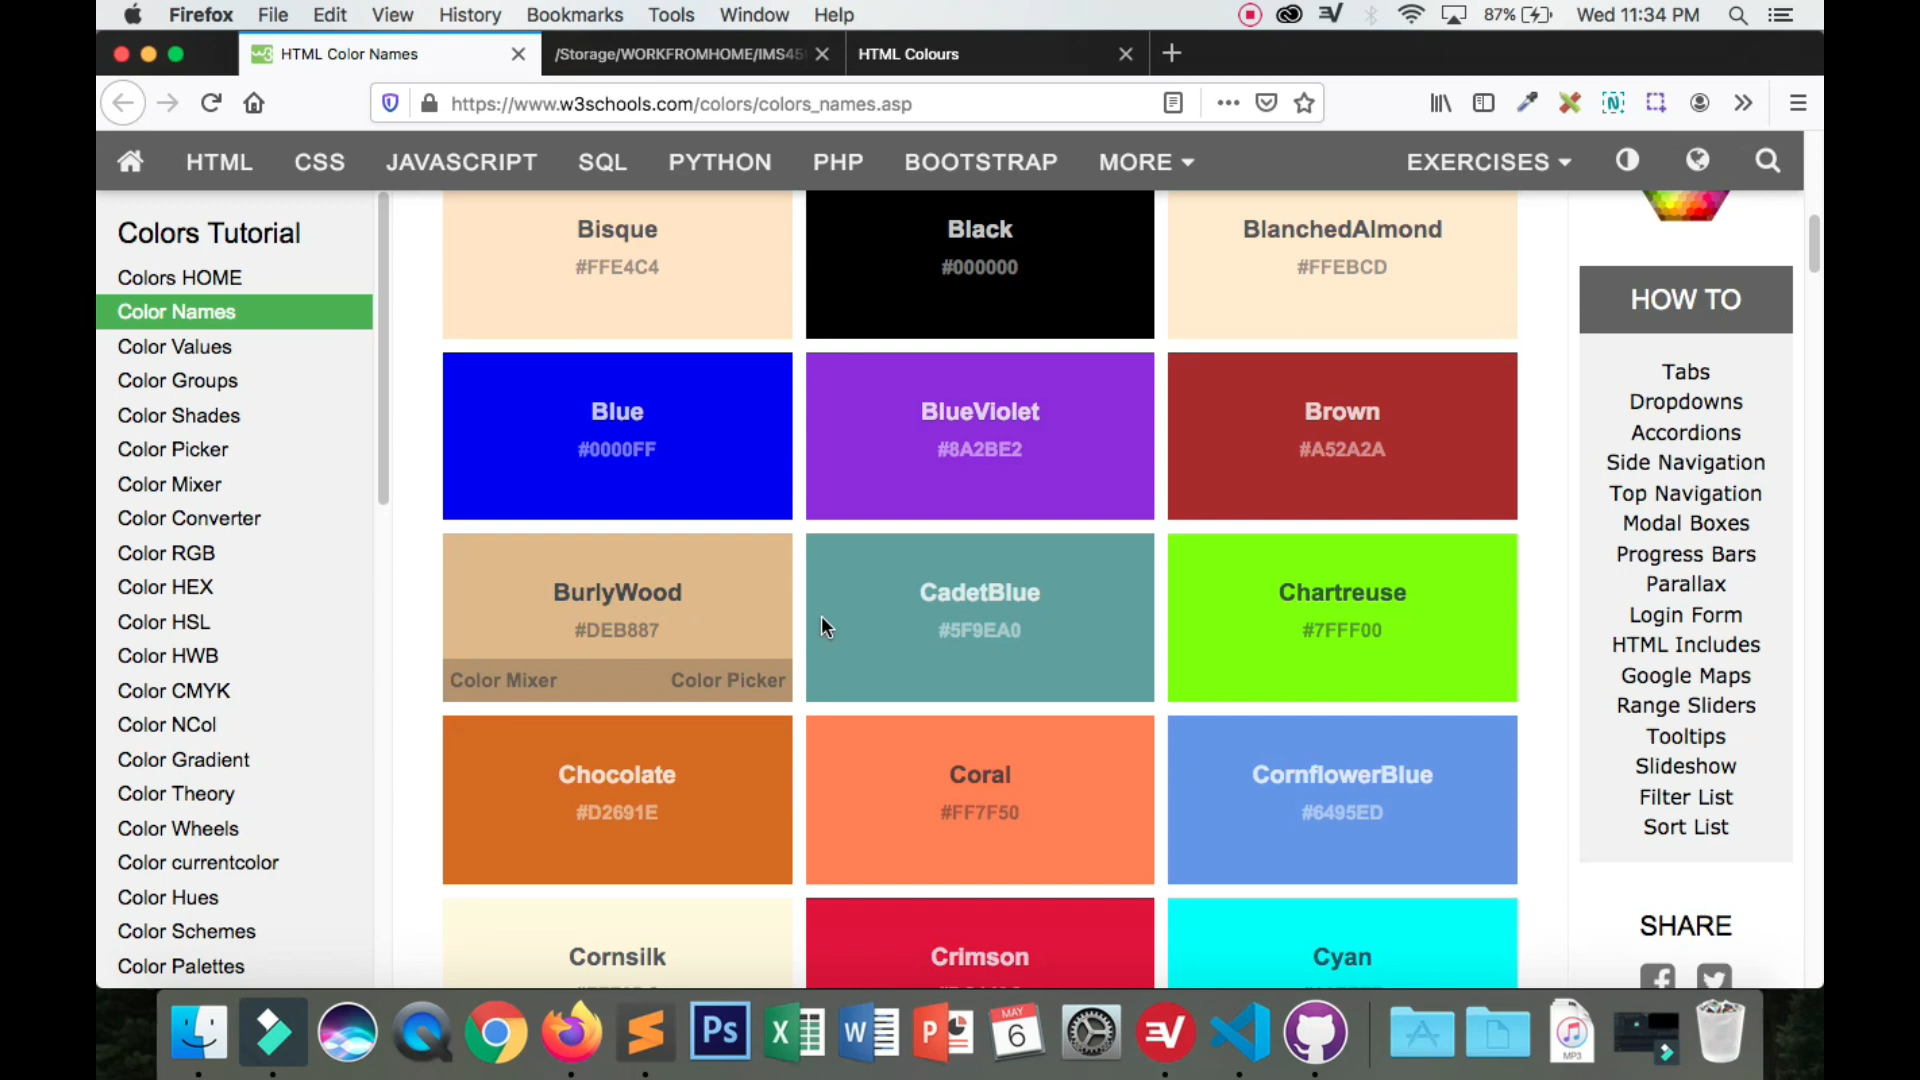 Firefox File Edit View History Bookmarks Tools Window Help 87% Wed 11:34 PM
HTML Color Names /Storage/WORKFROMHOME/IMS45 HTML Colours
https://www.w3schools.com/colors/colors_names.asp
HTML CSS JAVASCRIPT SQL PYTHON PHP BOOTSTRAP MORE EXERCISES
Colors Tutorial
Colors HOME
Color Names
Color Values
Color Groups
Color Shades
Color Picker
Color Mixer
Color Converter
Color RGB
Color HEX
Color HSL
Color HWB
Color CMYK
Color NCol
Color Gradient
Color Theory
Color Wheels
Color currentcolor
Color Hues
Color Schemes
Color Palettes
Bisque
#FFE4C4
Black
#000000
BlanchedAlmond
#FFEBCD
Blue
#0000FF
BlueViolet
#8A2BE2
Brown
#A52A2A
BurlyWood
#DEB887
Color Mixer Color Picker
CadetBlue
#5F9EA0
Chartreuse
#7FFF00
Chocolate
#D2691E
Coral
#FF7F50
CornflowerBlue
#6495ED
Cornsilk
Crimson
Cyan
HOW TO
Tabs
Dropdowns
Accordions
Side Navigation
Top Navigation
Modal Boxes
Progress Bars
Parallax
Login Form
HTML Includes
Google Maps
Range Sliders
Tooltips
Slideshow
Filter List
Sort List
SHARE
Ps
MAY
6
MP3